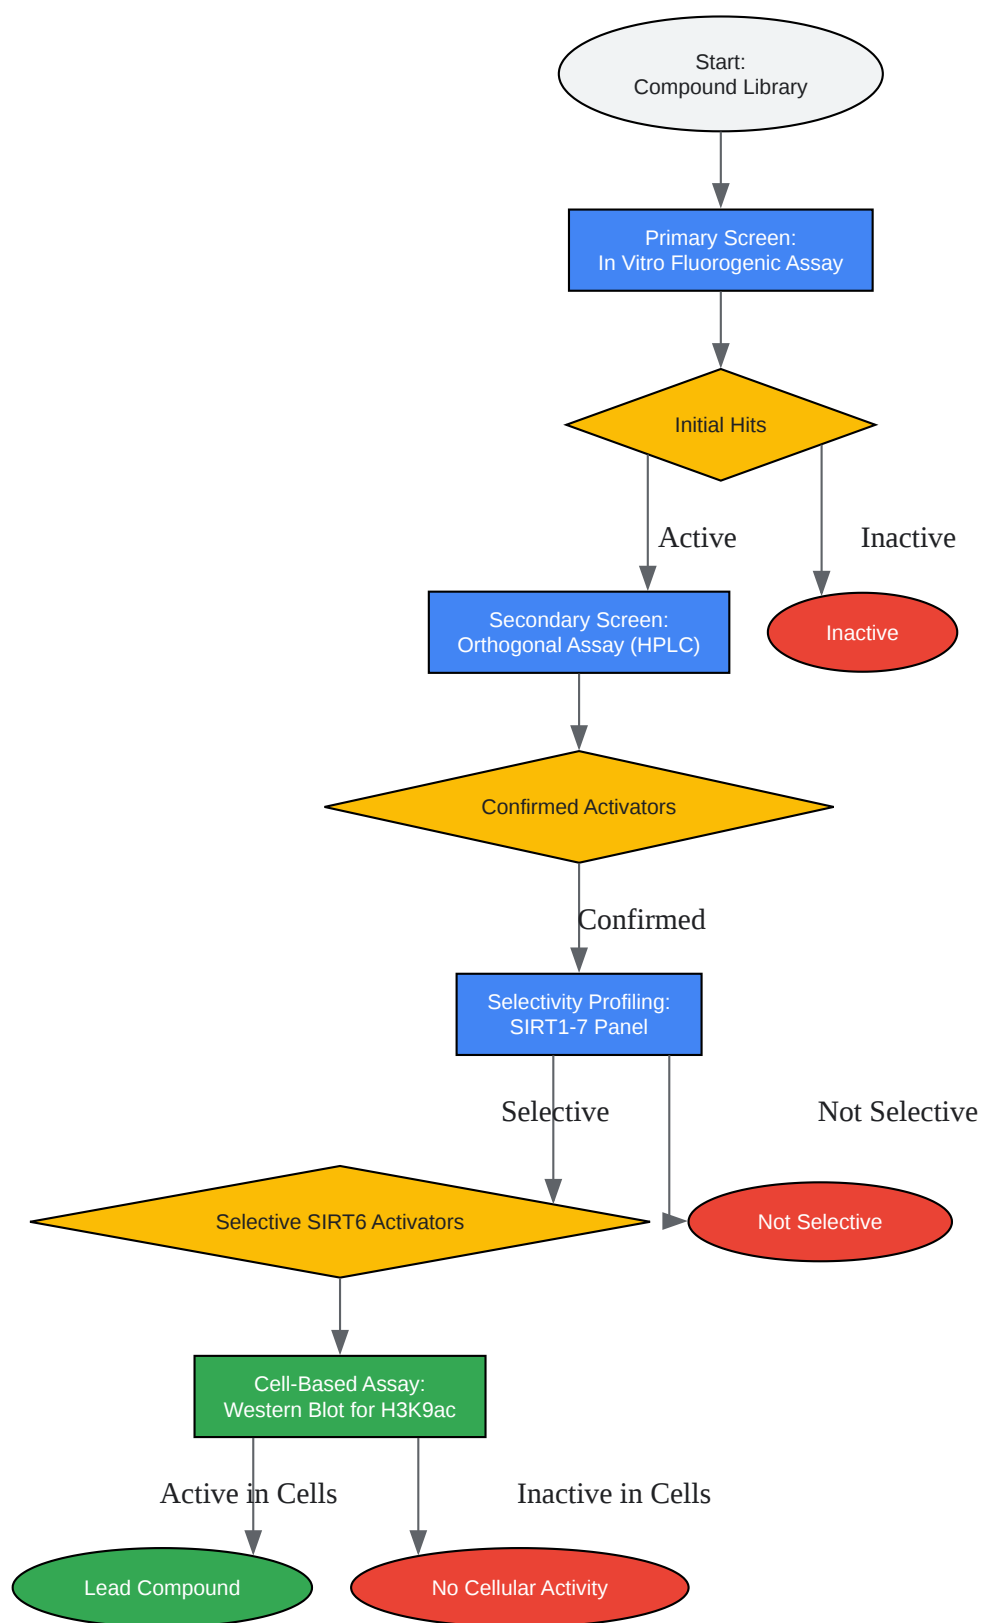 Start:
Compound Library
Primary Screen:
In Vitro Fluorogenic Assay
Initial Hits
Active
Inactive
Secondary Screen:
Orthogonal Assay (HPLC)
Inactive
Confirmed Activators
Confirmed
Selectivity Profiling:
SIRT1-7 Panel
Selective
Not Selective
Selective SIRT6 Activators
Not Selective
Cell-Based Assay:
Western Blot for H3K9ac
Active in Cells
Inactive in Cells
Lead Compound
No Cellular Activity